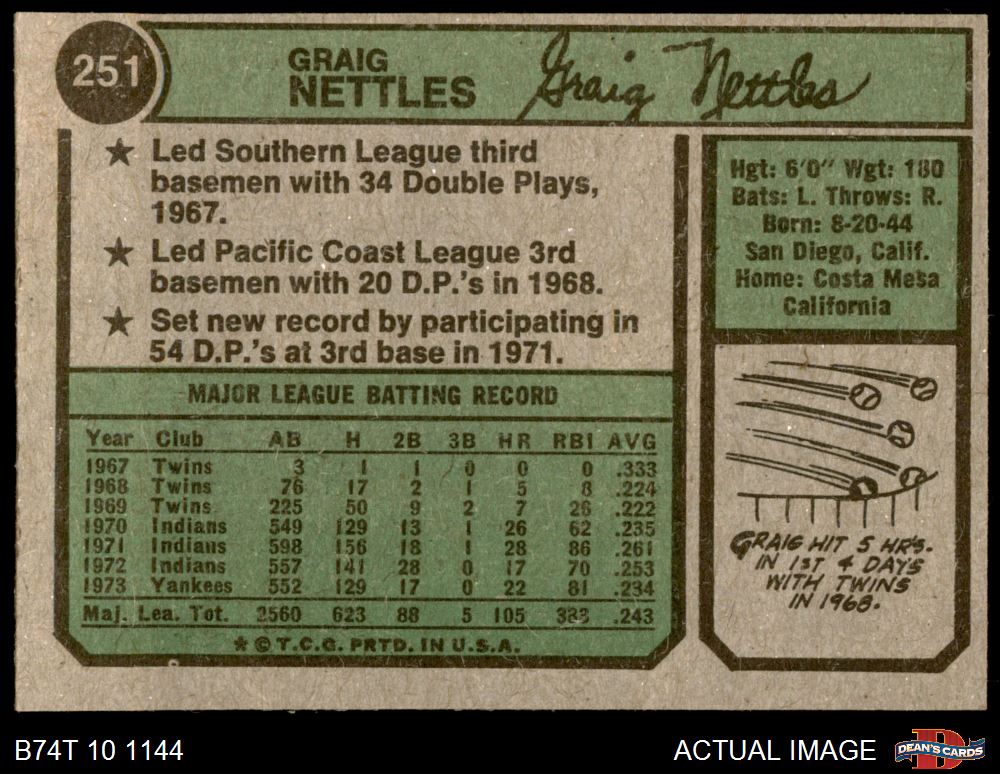 251
GRAIG
NETTLES
Graig Nettles
★ Led Southern League third
basemen with 34 Double Plays,
1967.
★ Led Pacific Coast League 3rd
basemen with 20 D.P.'s in 1968.
★ Set new record by participating in
54 D.P.'s at 3rd base in 1971.
Hgt: 6'0" Wgt: 180
Bats: L. Throws: R.
Born: 8-20-44
San Diego, Calif.
Home: Costa Mesa
California
MAJOR LEAGUE BATTING RECORD
Year Club AB H 2B 3B HR RBI AVG
1967 Twins 3 1 1 0 0 0 .333
1968 Twins 76 17 2 1 5 8 .224
1969 Twins 225 50 9 2 7 26 .222
1970 Indians 549 129 13 1 26 62 .235
1971 Indians 598 156 18 1 28 86 .261
1972 Indians 557 141 28 0 17 70 .253
1973 Yankees 552 129 17 0 22 81 .234
Maj. Lea. Tot. 2560 623 88 5 105 333 .243
* © T.C.G. PRTD. IN U.S.A.
GRAIG HIT 5 HR'S.
IN 1ST 4 DAYS
WITH TWINS
IN 1968.
B74T 10 1144
ACTUAL IMAGE
DEAN'S CARDS